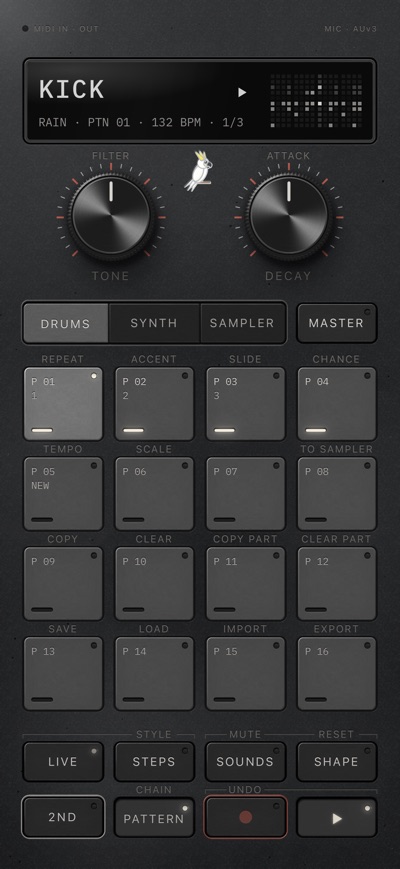 MIDI IN · OUT
MIC · AUv3
KICK
RAIN · PTN 01 · 132 BPM · 1/3
FILTER
ATTACK
TONE
DECAY
DRUMS
SYNTH
SAMPLER
MASTER
REPEAT
ACCENT
SLIDE
CHANCE
P 01
1
P 02
2
P 03
3
P 04
TEMPO
SCALE
TO SAMPLER
P 05
NEW
P 06
P 07
P 08
COPY
CLEAR
COPY PART
CLEAR PART
P 09
P 10
P 11
P 12
SAVE
LOAD
IMPORT
EXPORT
P 13
P 14
P 15
P 16
STYLE
MUTE
RESET
LIVE
STEPS
SOUNDS
SHAPE
CHAIN
UNDO
2ND
PATTERN